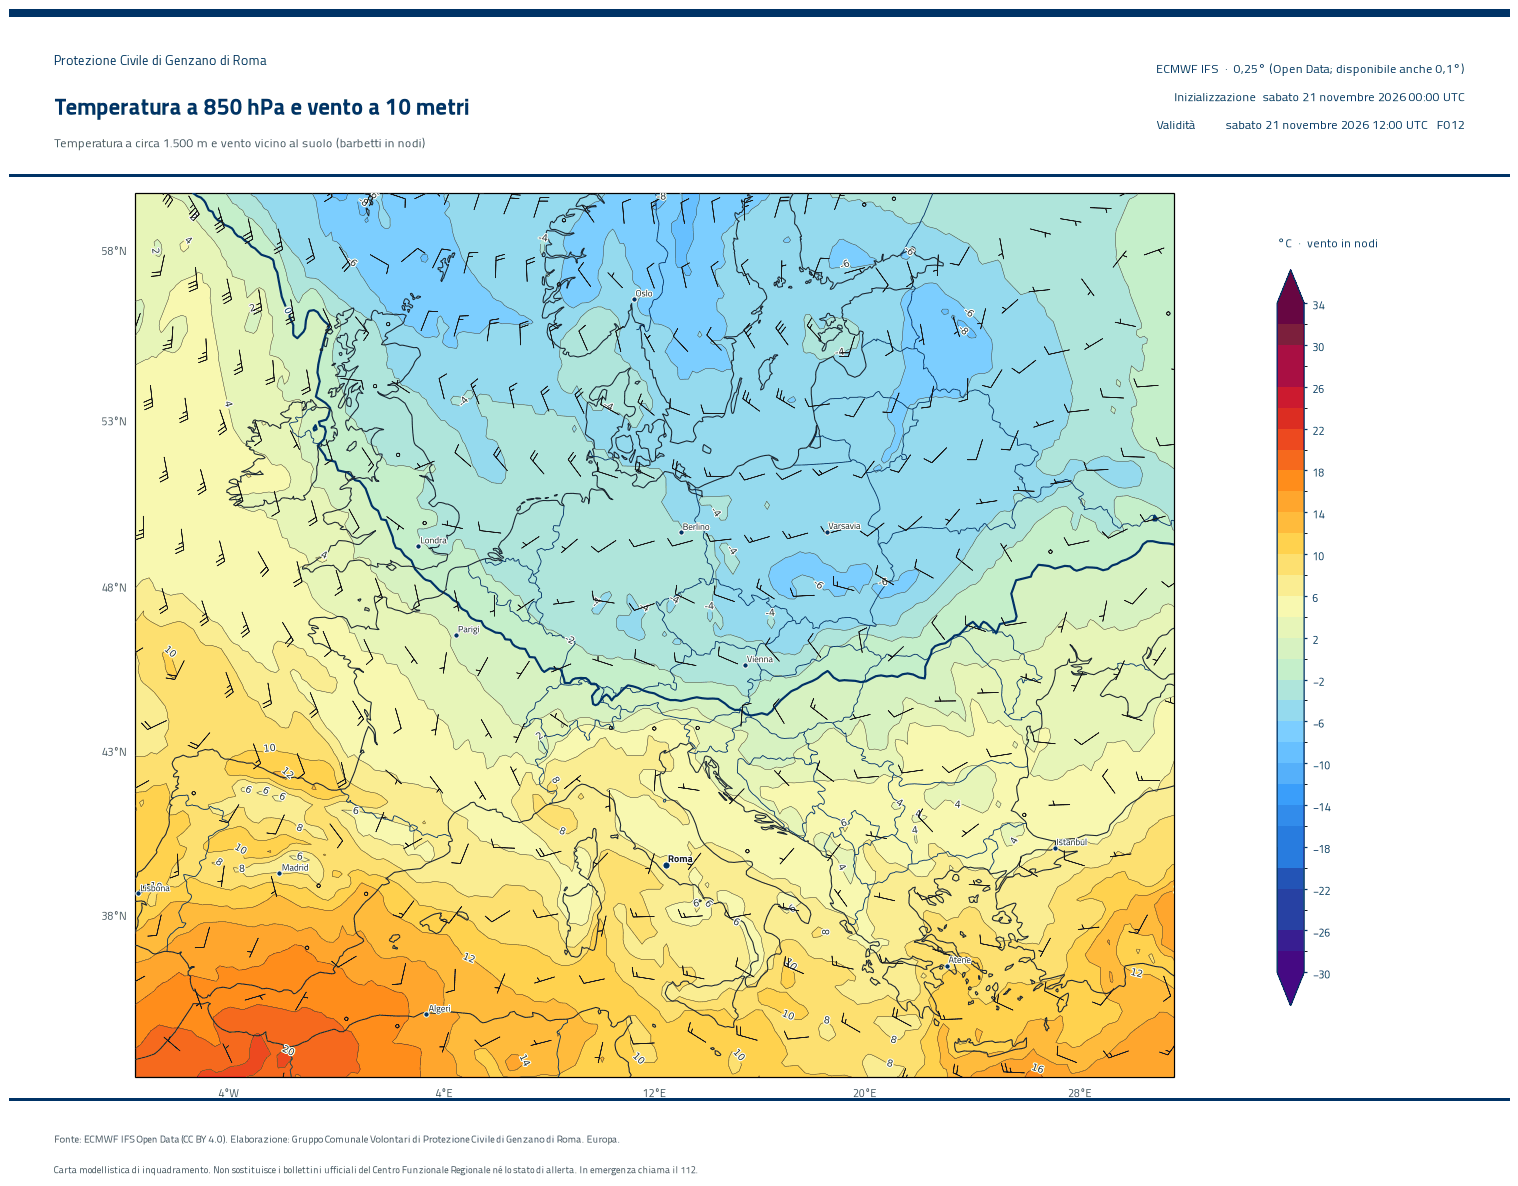 Protezione Civile di Genzano di Roma
Temperatura a 850 hPa e vento a 10 metri
Temperatura a circa 1.500 m e vento vicino al suolo (barbetti in nodi)
ECMWF IFS · 0,25° (Open Data; disponibile anche 0,1°)
Inizializzazione sabato 21 novembre 2026 00:00 UTC
Validità sabato 21 novembre 2026 12:00 UTC F012
°C · vento in nodi
34
30
26
22
18
14
10
6
2
−2
−6
−10
−14
−18
−22
−26
−30
58°N
53°N
48°N
43°N
38°N
Oslo
Londra
Berlino
Varsavia
Parigi
Vienna
Madrid
Lisbona
Roma
Istanbul
Atene
Algeri
4°W
4°E
12°E
20°E
28°E
Fonte: ECMWF IFS Open Data (CC BY 4.0). Elaborazione: Gruppo Comunale Volontari di Protezione Civile di Genzano di Roma. Europa.
Carta modellistica di inquadramento. Non sostituisce i bollettini ufficiali del Centro Funzionale Regionale né lo stato di allerta. In emergenza chiama il 112.